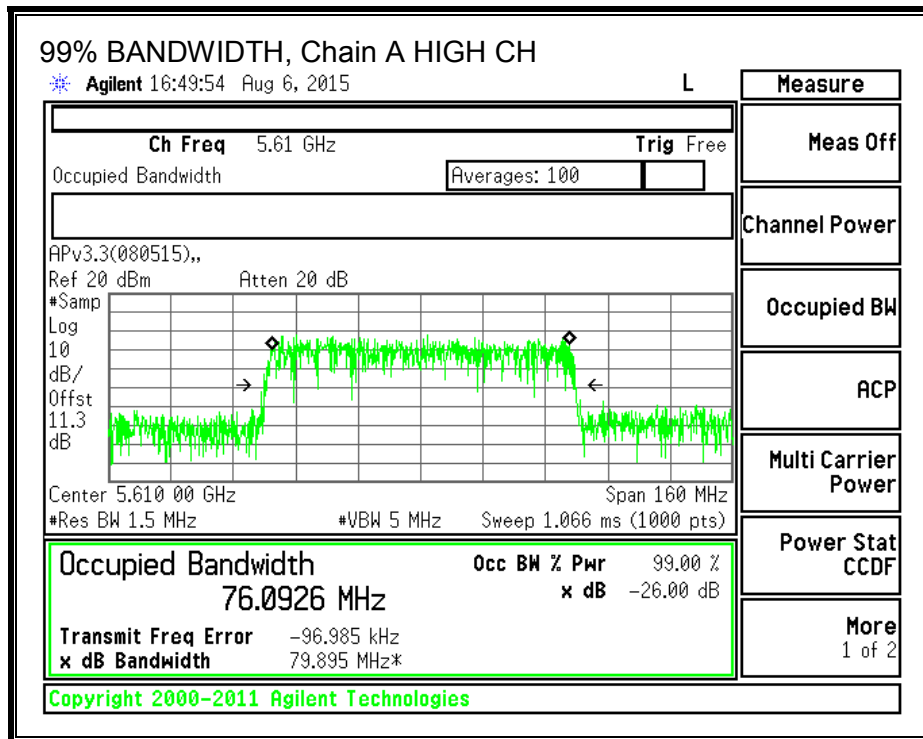 99% BANDWIDTH, Chain A HIGH CH
Agilent 16:49:54 Aug 6, 2015 L
Measure
Ch Freq 5.61 GHz Trig Free
Meas Off
Occupied Bandwidth Averages: 100
Channel Power
APv3.3(080515),,
Ref 20 dBm Atten 20 dB
#Samp
Log
10
dB/
Offst
11.3
dB
Occupied BW
ACP
Center 5.610 00 GHz Span 160 MHz
#Res BW 1.5 MHz #VBW 5 MHz Sweep 1.066 ms (1000 pts)
Multi Carrier
Power
Occupied Bandwidth Occ BW % Pwr 99.00 %
76.0926 MHz x dB -26.00 dB
Power Stat
CCDF
Transmit Freq Error -96.985 kHz
x dB Bandwidth 79.895 MHz*
More
1 of 2
Copyright 2000-2011 Agilent Technologies